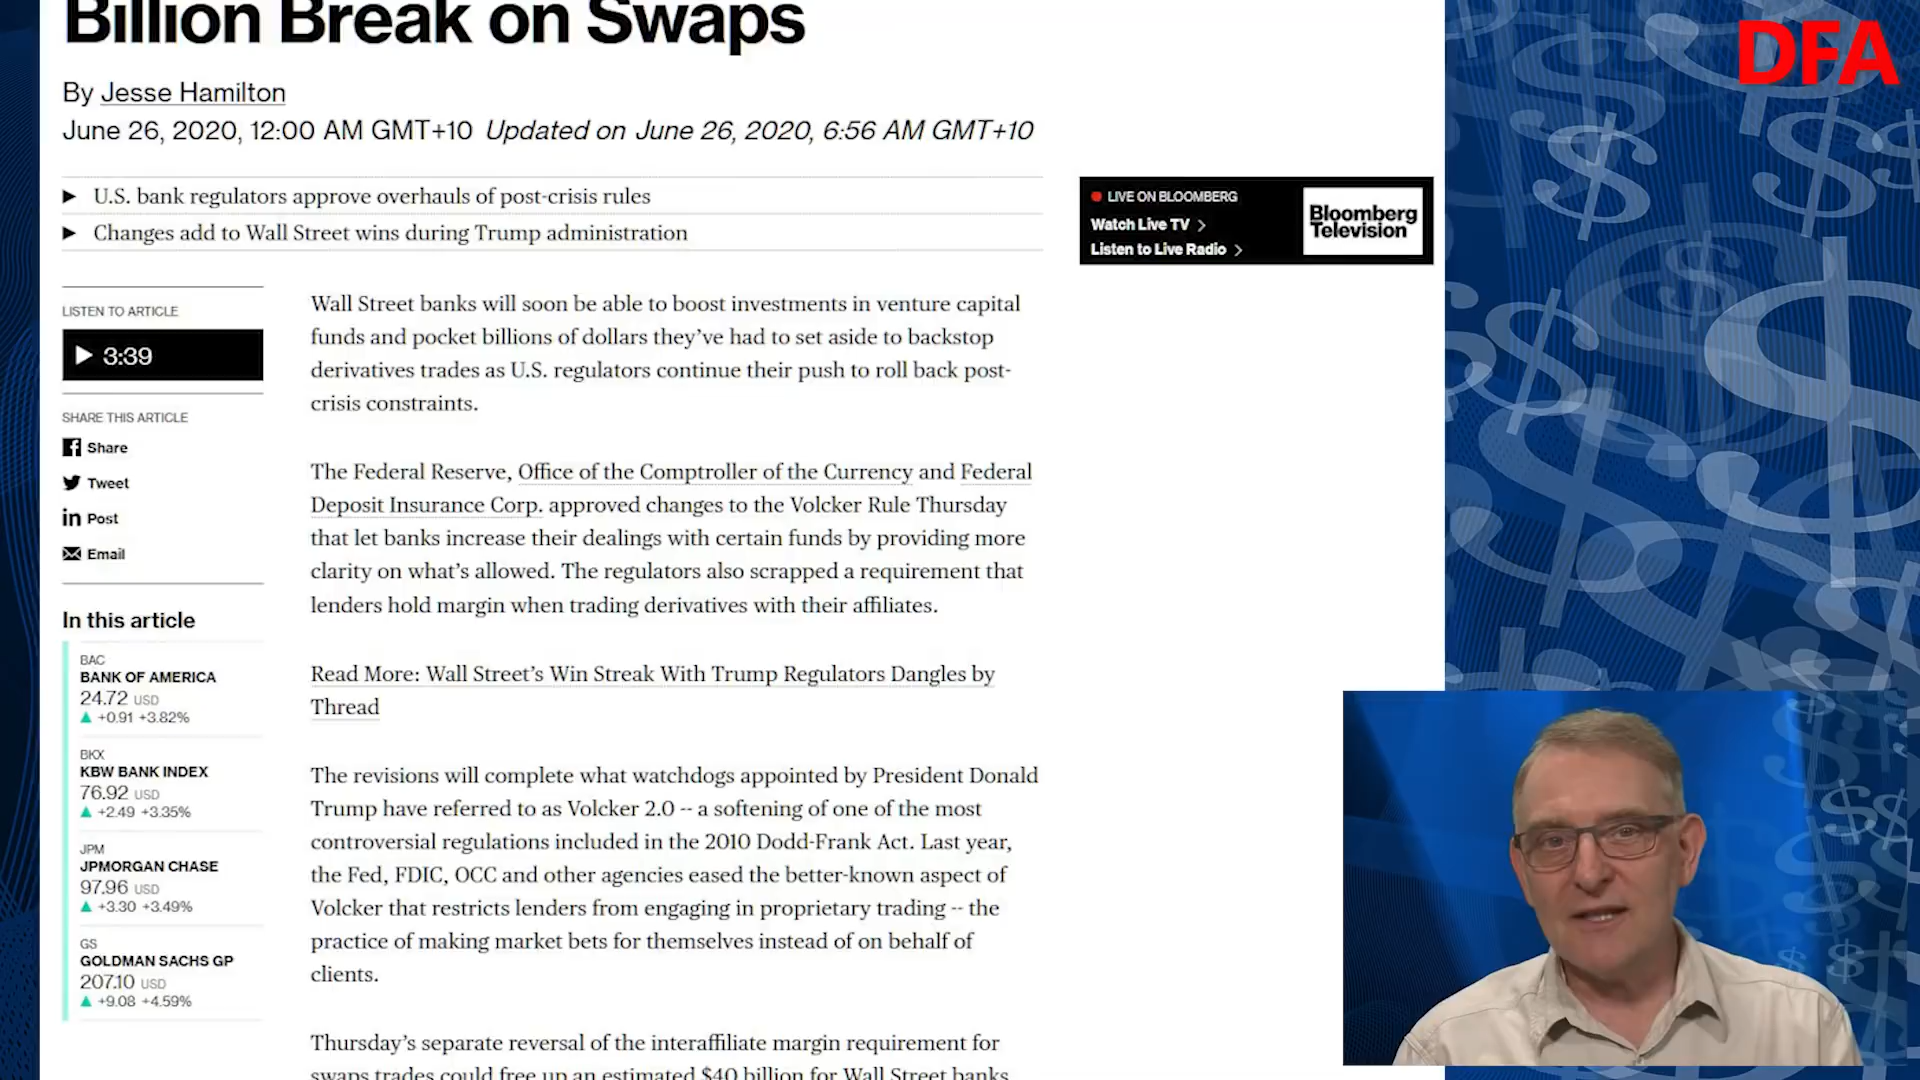 Billion Break on Swaps
DFA
By Jesse Hamilton
June 26, 2020, 12:00 AM GMT+10 Updated on June 26, 2020, 6:56 AM GMT+10
▶ U.S. bank regulators approve overhauls of post-crisis rules
▶ Changes add to Wall Street wins during Trump administration
LIVE ON BLOOMBERG
Watch Live TV >
Listen to Live Radio >
Bloomberg
Television
LISTEN TO ARTICLE
▶ 3:39
SHARE THIS ARTICLE
Share
Tweet
in Post
Email
In this article
BAC
BANK OF AMERICA
24.72 USD
▲ +0.91 +3.82%
BKX
KBW BANK INDEX
76.92 USD
▲ +2.49 +3.35%
JPM
JPMORGAN CHASE
97.96 USD
▲ +3.30 +3.49%
GS
GOLDMAN SACHS GP
207.10 USD
▲ +9.08 +4.59%
Wall Street banks will soon be able to boost investments in venture capital
funds and pocket billions of dollars they’ve had to set aside to backstop
derivatives trades as U.S. regulators continue their push to roll back post-
crisis constraints.
The Federal Reserve, Office of the Comptroller of the Currency and Federal
Deposit Insurance Corp. approved changes to the Volcker Rule Thursday
that let banks increase their dealings with certain funds by providing more
clarity on what’s allowed. The regulators also scrapped a requirement that
lenders hold margin when trading derivatives with their affiliates.
Read More: Wall Street’s Win Streak With Trump Regulators Dangles by
Thread
The revisions will complete what watchdogs appointed by President Donald
Trump have referred to as Volcker 2.0 -- a softening of one of the most
controversial regulations included in the 2010 Dodd-Frank Act. Last year,
the Fed, FDIC, OCC and other agencies eased the better-known aspect of
Volcker that restricts lenders from engaging in proprietary trading -- the
practice of making market bets for themselves instead of on behalf of
clients.
Thursday’s separate reversal of the interaffiliate margin requirement for
swaps trades could free up an estimated $40 billion for Wall Street banks